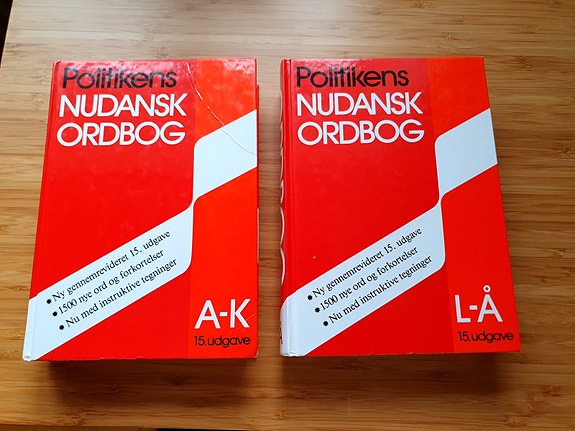 Politikens
NUDANSK
ORDBOG
• Ny gennemrevideret 15. udgave
• 1500 nye ord og forkortelser
• Nu med instruktive tegninger
A-K
15. udgave
Politikens
NUDANSK
ORDBOG
• Ny gennemrevideret 15. udgave
• 1500 nye ord og forkortelser
• Nu med instruktive tegninger
L-Å
15. udgave